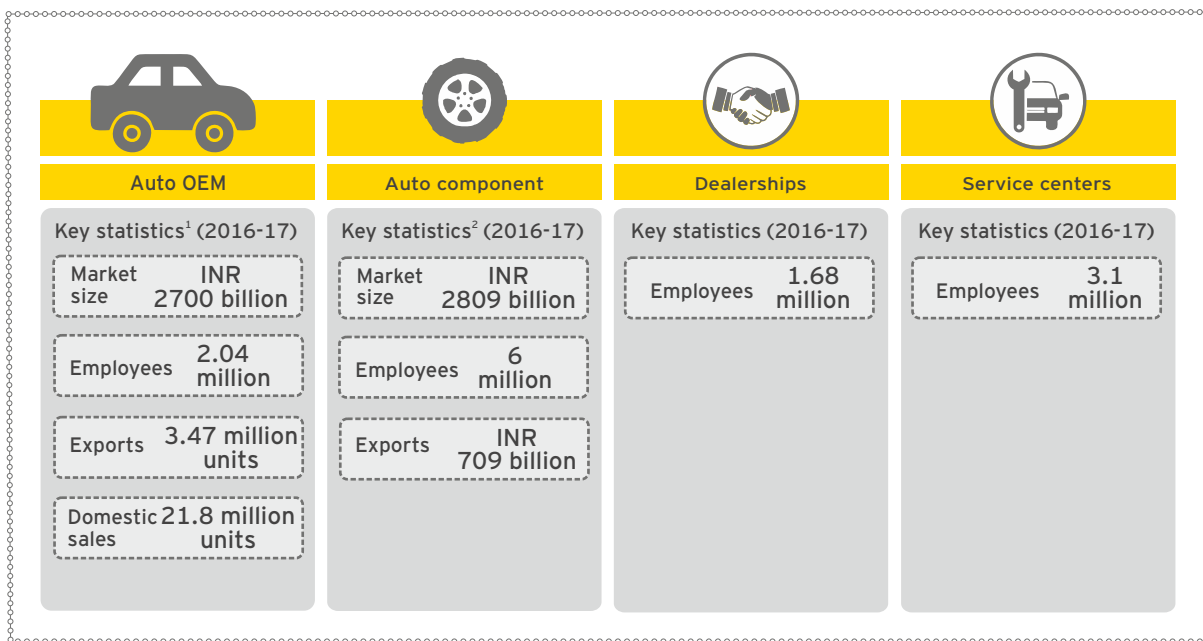 Auto OEM
Key statistics¹ (2016-17)
Market size
INR
2700 billion
Employees
2.04
million
Exports
3.47 million
units
Domestic
sales
21.8 million
units
Auto component
Key statistics² (2016-17)
Market
size
INR
2809 billion
Employees
6
million
Exports
INR
709 billion
Dealerships
Key statistics (2016-17)
Employees
1.68
million
Service centers
Key statistics (2016-17)
Employees
3.1
million